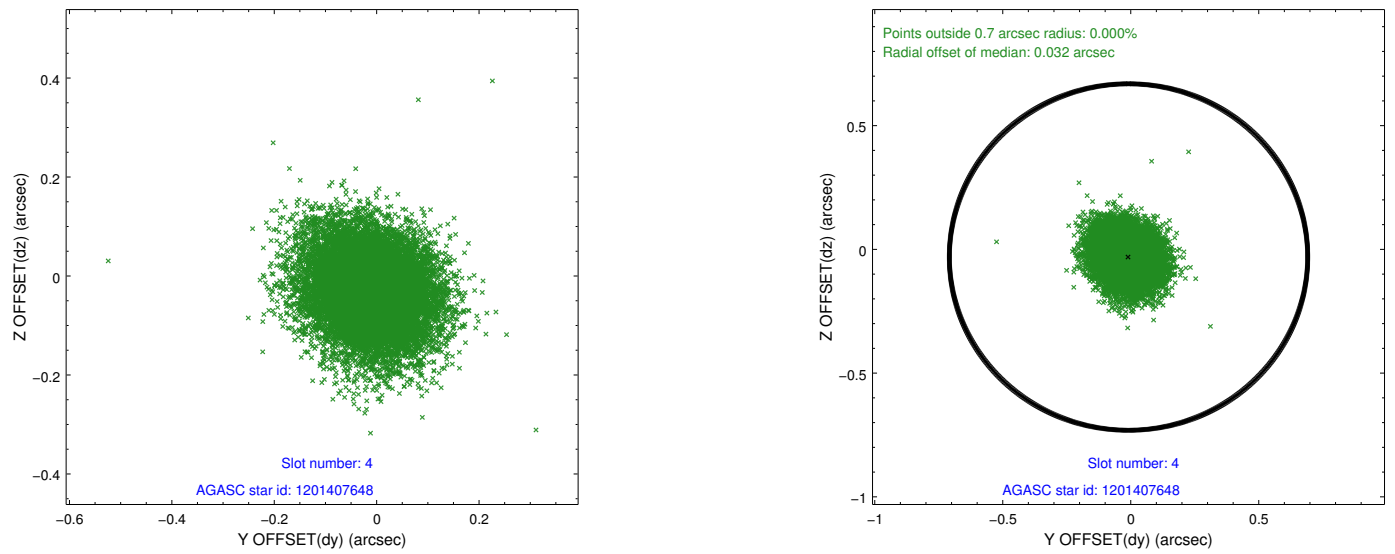 0.4
0.2
0
−0.2
−0.4
Z OFFSET(dz) (arcsec)
Slot number: 4
AGASC star id: 1201407648
−0.6
−0.4
−0.2
0
0.2
Y OFFSET(dy) (arcsec)
Points outside 0.7 arcsec radius: 0.000%
Radial offset of median: 0.032 arcsec
0.5
0
−0.5
−1
Z OFFSET(dz) (arcsec)
Slot number: 4
AGASC star id: 1201407648
−1
−0.5
0
0.5
Y OFFSET(dy) (arcsec)